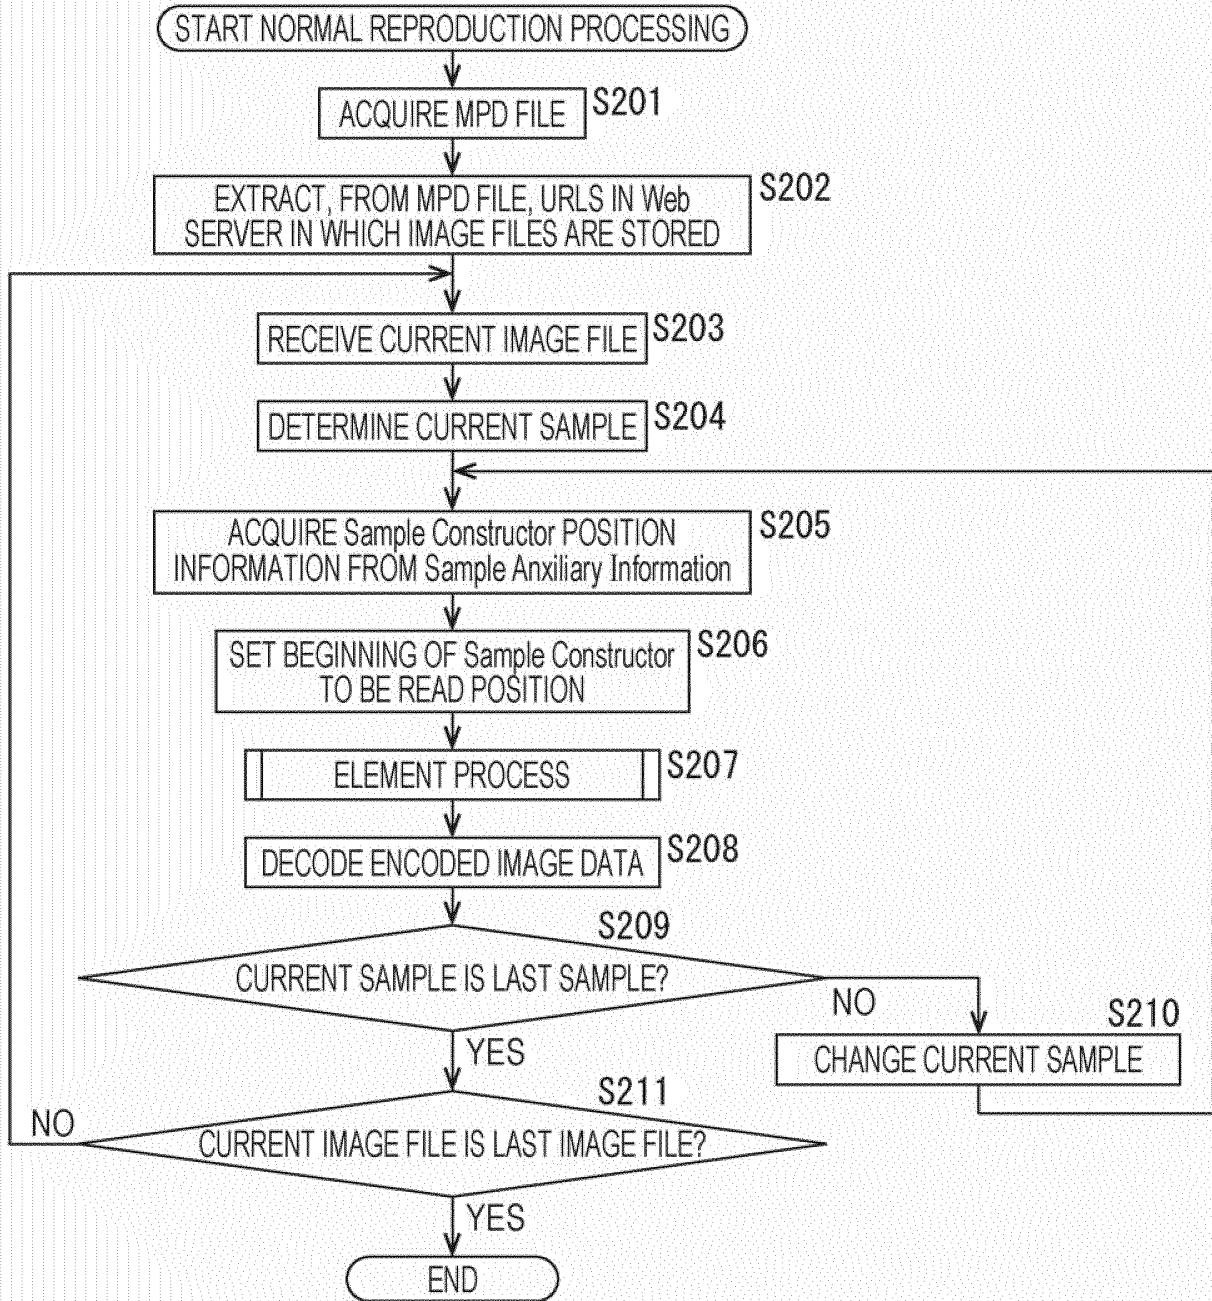 START NORMAL REPRODUCTION PROCESSING
ACQUIRE MPD FILE
S201
EXTRACT, FROM MPD FILE, URLS IN Web
SERVER IN WHICH IMAGE FILES ARE STORED
S202
RECEIVE CURRENT IMAGE FILE
S203
DETERMINE CURRENT SAMPLE
S204
ACQUIRE Sample Constructor POSITION
INFORMATION FROM Sample Anxiliary Information
S205
SET BEGINNING OF Sample Constructor
TO BE READ POSITION
S206
ELEMENT PROCESS
S207
DECODE ENCODED IMAGE DATA
S208
S209
CURRENT SAMPLE IS LAST SAMPLE?
NO
S210
CHANGE CURRENT SAMPLE
YES
S211
CURRENT IMAGE FILE IS LAST IMAGE FILE?
NO
YES
END